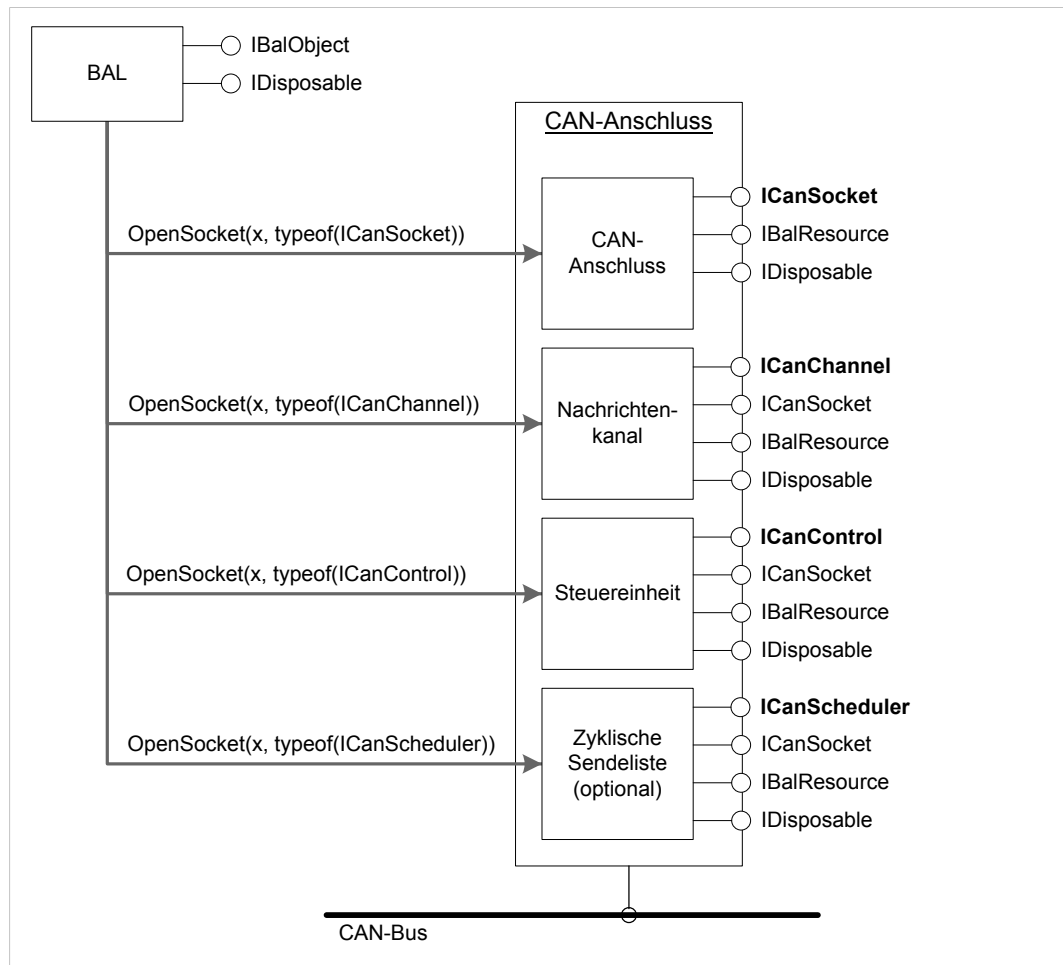 BAL
IBalObject
IDisposable
CAN-Anschluss
OpenSocket(x, typeof(ICanSocket))
CAN-
Anschluss
ICanSocket
IBalResource
IDisposable
OpenSocket(x, typeof(ICanChannel))
Nachrichten-
kanal
ICanChannel
ICanSocket
IBalResource
IDisposable
OpenSocket(x, typeof(ICanControl))
Steuereinheit
ICanControl
ICanSocket
IBalResource
IDisposable
OpenSocket(x, typeof(ICanScheduler))
Zyklische
Sendeliste
(optional)
ICanScheduler
ICanSocket
IBalResource
IDisposable
CAN-Bus